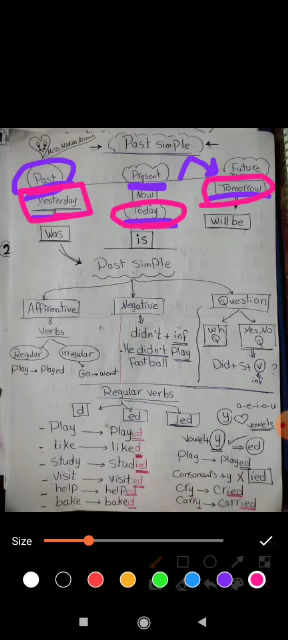 Past simple
Past Present Future
Yesterday Now Tomorrow
Today
Was is Will be
Past simple
Affirmative Negative Question
Verbs didn't + inf Wh Q Yes, No Q
Regular irregular He didn't Play football Did + S + V ?
inf
Play → Played Go → went
Regular verbs
d ed ied
a-e-i-o-u
y vowels
Play → Played
like → liked
study → studied
visit → visited
help → helped
bake → baked
Vowels y → ed
Play → Played
Consonants + y X ied
Cry → Cried
Carry → Carried
Size